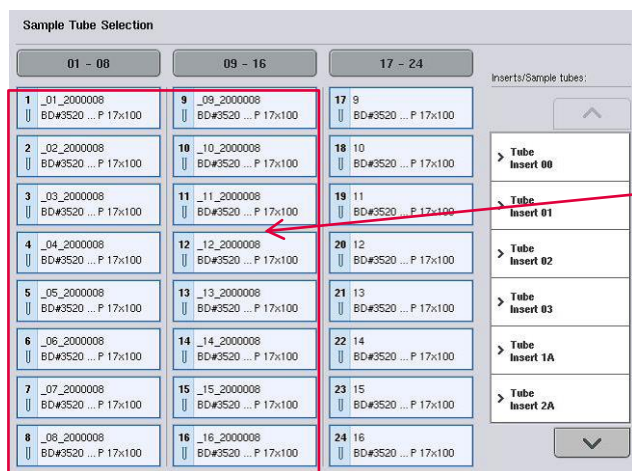 Sample Tube Selection
01 - 08
09 - 16
17 - 24
Inserts/Sample tubes:
1 _01_2000008
BD#3520 ... P 17x100
2 _02_2000008
BD#3520 ... P 17x100
3 _03_2000008
BD#3520 ... P 17x100
4 _04_2000008
BD#3520 ... P 17x100
5 _05_2000008
BD#3520 ... P 17x100
6 _06_2000008
BD#3520 ... P 17x100
7 _07_2000008
BD#3520 ... P 17x100
8 _08_2000008
BD#3520 ... P 17x100
9 _09_2000008
BD#3520 ... P 17x100
10 _10_2000008
BD#3520 ... P 17x100
11 _11_2000008
BD#3520 ... P 17x100
12 _12_2000008
BD#3520 ... P 17x100
13 _13_2000008
BD#3520 ... P 17x100
14 _14_2000008
BD#3520 ... P 17x100
15 _15_2000008
BD#3520 ... P 17x100
16 _16_2000008
BD#3520 ... P 17x100
17 9
BD#3520 ... P 17x100
18 10
BD#3520 ... P 17x100
19 11
BD#3520 ... P 17x100
20 12
BD#3520 ... P 17x100
21 13
BD#3520 ... P 17x100
22 14
BD#3520 ... P 17x100
23 15
BD#3520 ... P 17x100
24 16
BD#3520 ... P 17x100
Tube
Insert 00
Tube
Insert 01
Tube
Insert 02
Tube
Insert 03
Tube
Insert 1A
Tube
Insert 2A